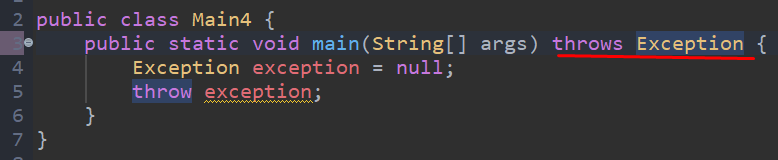 2 public class Main4 {
3 public static void main(String[] args) throws Exception {
4 Exception exception = null;
5 throw exception;
6 }
7 }